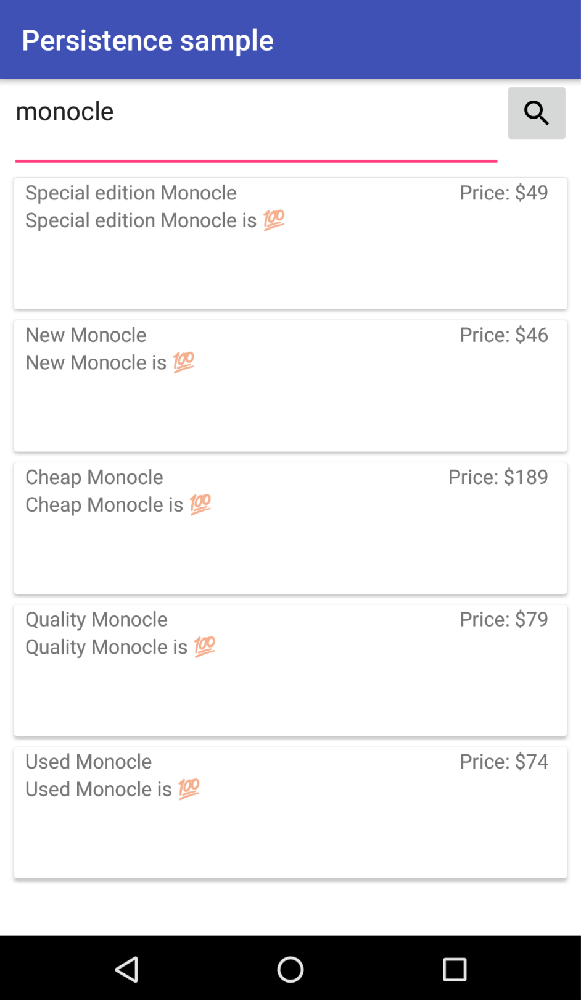 Persistence sample
monocle
Special edition Monocle Price: $49
Special edition Monocle is 💯
New Monocle Price: $46
New Monocle is 💯
Cheap Monocle Price: $189
Cheap Monocle is 💯
Quality Monocle Price: $79
Quality Monocle is 💯
Used Monocle Price: $74
Used Monocle is 💯